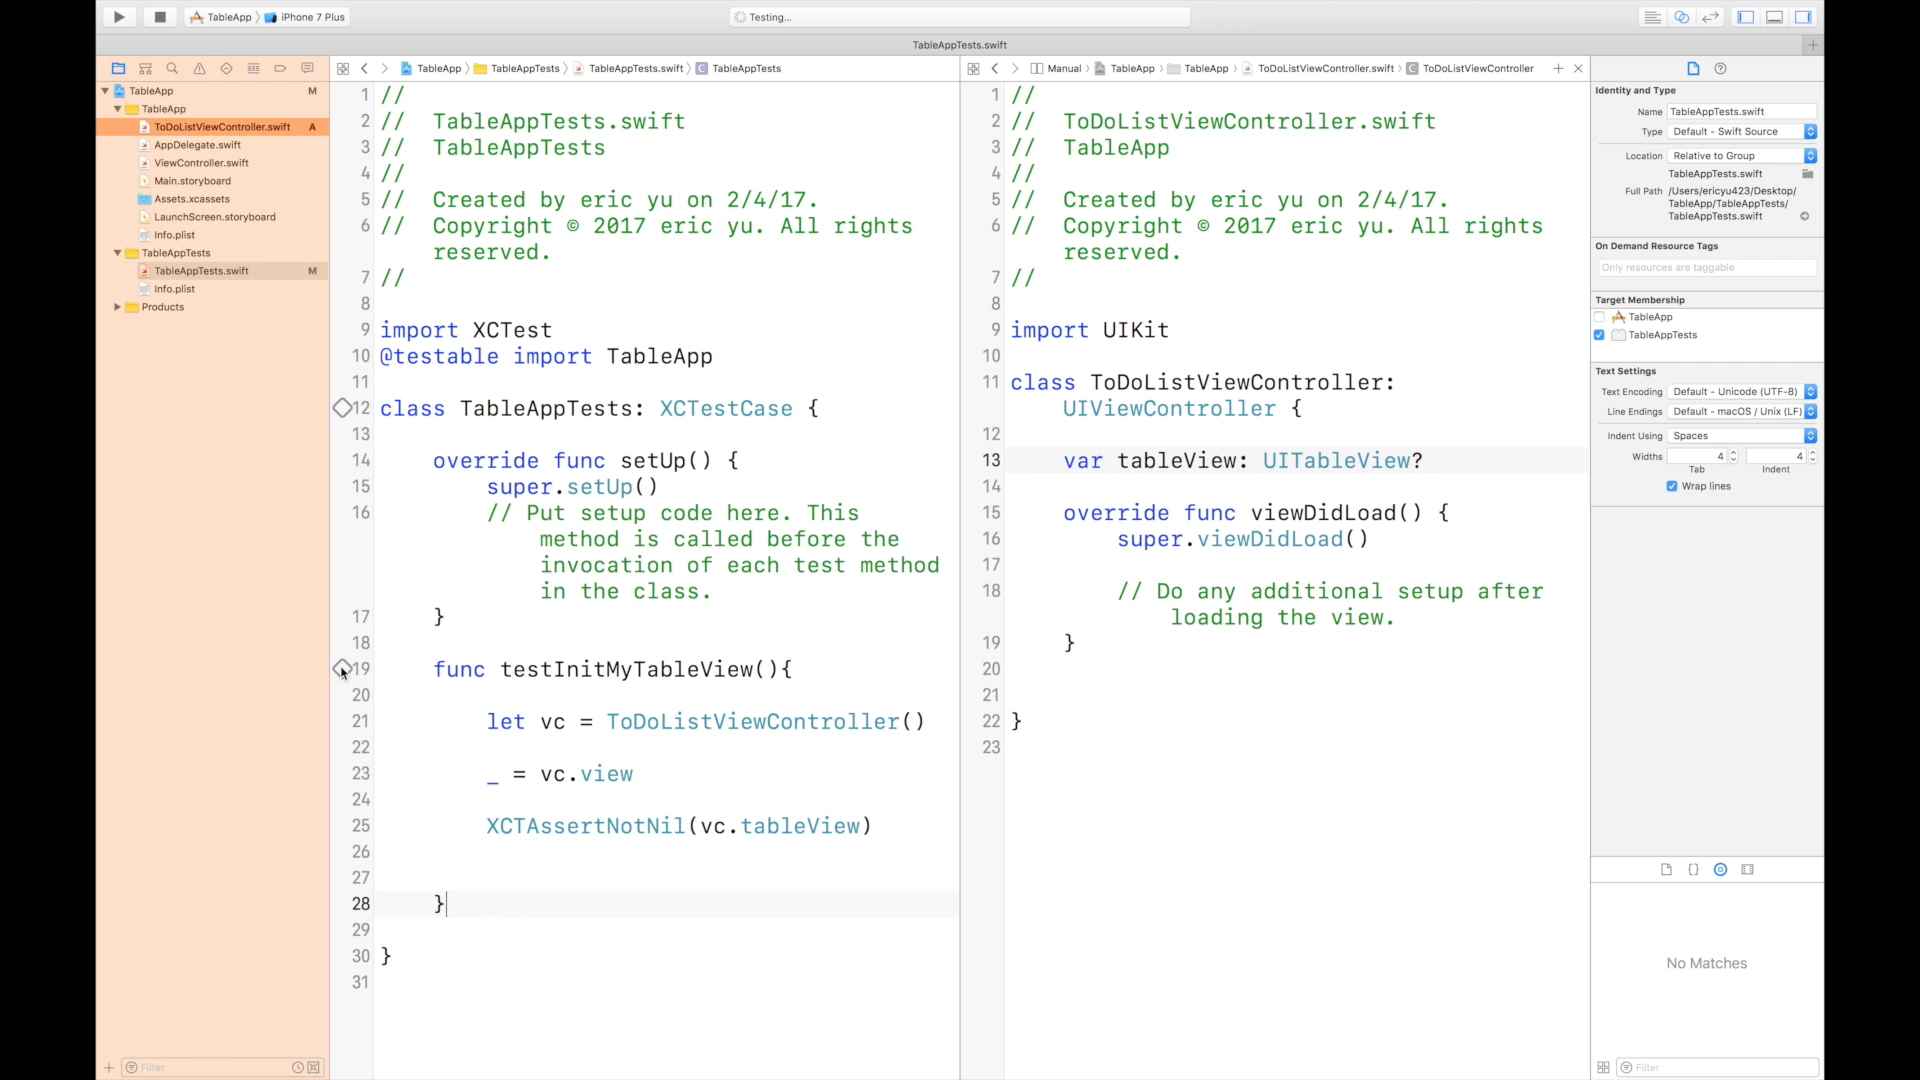 TableApp iPhone 7 Plus Testing...
TableAppTests.swift
TableApp TableAppTests TableAppTests.swift TableAppTests
Manual TableApp TableApp ToDoListViewController.swift ToDoListViewController
TableApp M
TableApp
ToDoListViewController.swift A
AppDelegate.swift
ViewController.swift
Main.storyboard
Assets.xcassets
LaunchScreen.storyboard
Info.plist
TableAppTests
TableAppTests.swift M
Info.plist
Products
Filter
1 //
2 // TableAppTests.swift
3 // TableAppTests
4 //
5 // Created by eric yu on 2/4/17.
6 // Copyright © 2017 eric yu. All rights
reserved.
7 //
8
9 import XCTest
10 @testable import TableApp
11
12 class TableAppTests: XCTestCase {
13
14 override func setUp() {
15 super.setUp()
16 // Put setup code here. This
method is called before the
invocation of each test method
in the class.
17 }
18
19 func testInitMyTableView(){
20
21 let vc = ToDoListViewController()
22
23 _ = vc.view
24
25 XCTAssertNotNil(vc.tableView)
26
27
28 }
29
30 }
31
1 //
2 // ToDoListViewController.swift
3 // TableApp
4 //
5 // Created by eric yu on 2/4/17.
6 // Copyright © 2017 eric yu. All rights
reserved.
7 //
8
9 import UIKit
10
11 class ToDoListViewController:
UIViewController {
12
13 var tableView: UITableView?
14
15 override func viewDidLoad() {
16 super.viewDidLoad()
17
18 // Do any additional setup after
loading the view.
19 }
20
21
22 }
23
Identity and Type
Name TableAppTests.swift
Type Default - Swift Source
Location Relative to Group
TableAppTests.swift
Full Path /Users/ericyu423/Desktop/
TableApp/TableAppTests/
TableAppTests.swift
On Demand Resource Tags
Only resources are taggable
Target Membership
TableApp
TableAppTests
Text Settings
Text Encoding Default - Unicode (UTF-8)
Line Endings Default - macOS / Unix (LF)
Indent Using Spaces
Widths 4 4
Tab Indent
Wrap lines
{}
No Matches
Filter